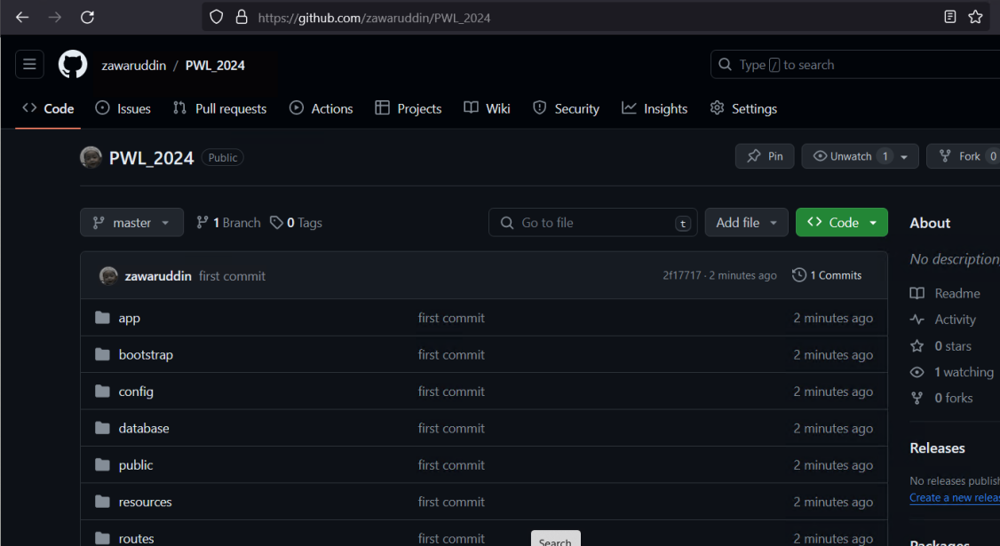 https://github.com/zawaruddin/PWL_2024
zawaruddin / PWL_2024
Type / to search
Code Issues Pull requests Actions Projects Wiki Security Insights Settings
PWL_2024 Public
Pin Unwatch 1 Fork 0
master 1 Branch 0 Tags
Go to file t Add file Code
About
zawaruddin first commit 2f17717 · 2 minutes ago 1 Commits
No description
Readme
app first commit 2 minutes ago
Activity
bootstrap first commit 2 minutes ago
0 stars
config first commit 2 minutes ago
1 watching
0 forks
database first commit 2 minutes ago
Releases
public first commit 2 minutes ago
No releases publish
Create a new releas
resources first commit 2 minutes ago
routes first commit 2 minutes ago
Search
Packages